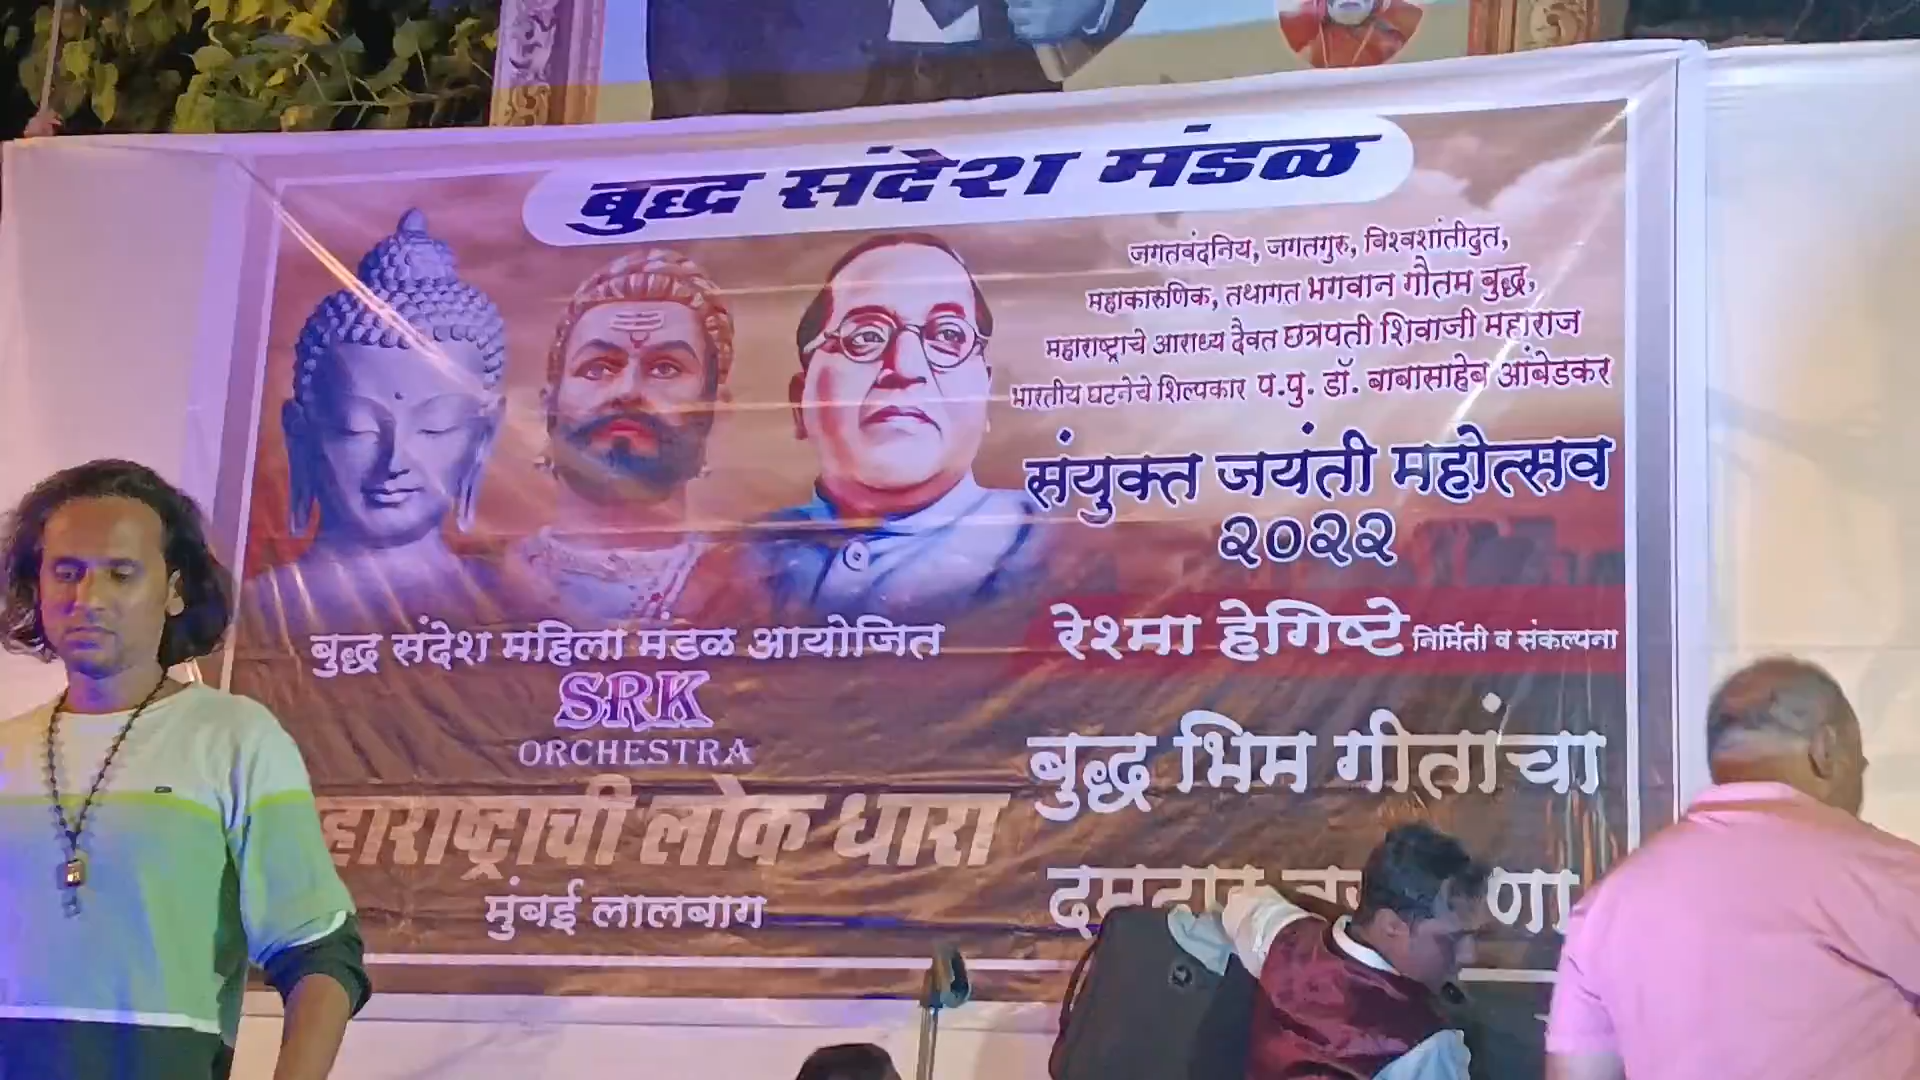 बुद्ध संदेश मंडळ
जगतवंदनिय, जगतगुरु, विश्वशांतीदुत,
महाकारुणिक, तथागत भगवान गौतम बुद्ध,
महाराष्ट्राचे आराध्य दैवत छत्रपती शिवाजी महाराज
भारतीय घटनेचे शिल्पकार प.पु. डॉ. बाबासाहेब आंबेडकर
संयुक्त जयंती महोत्सव
२०२२
रेश्मा हेगिष्टे निर्मिती व संकल्पना
बुद्ध भिम गीतांचा
बुद्ध संदेश महिला मंडळ आयोजित
SRK
ORCHESTRA
हाराष्ट्राची लोक धारा
मुंबई लालबाग